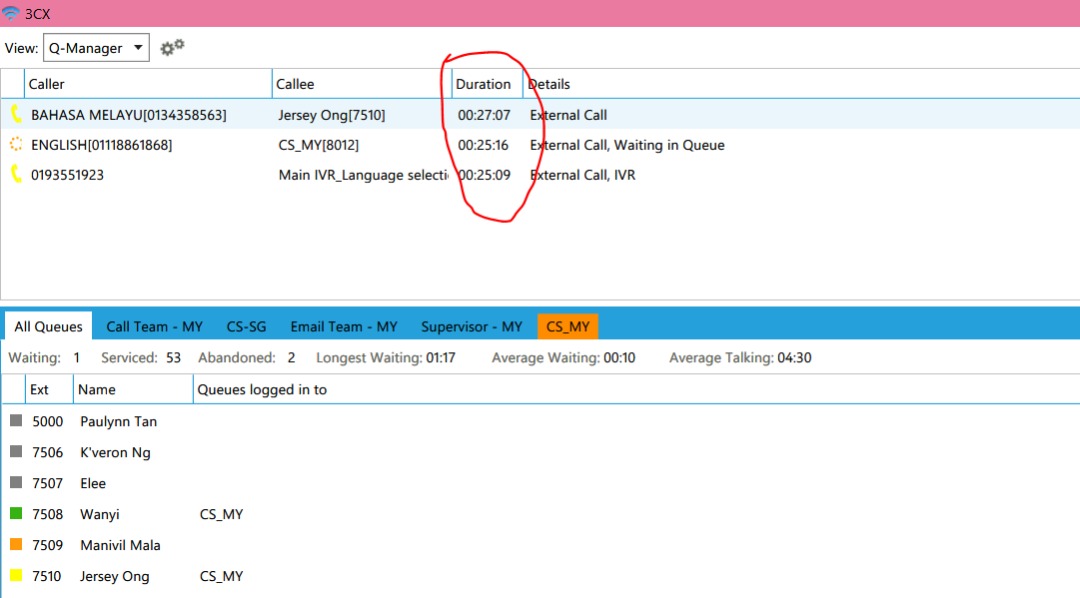 3CX
View: Q-Manager
Caller Callee Duration Details
BAHASA MELAYU[0134358563] Jersey Ong[7510] 00:27:07 External Call
ENGLISH[01118861868] CS_MY[8012] 00:25:16 External Call, Waiting in Queue
0193551923 Main IVR_Language selecti 00:25:09 External Call, IVR
All Queues Call Team - MY CS-SG Email Team - MY Supervisor - MY CS_MY
Waiting: 1 Serviced: 53 Abandoned: 2 Longest Waiting: 01:17 Average Waiting: 00:10 Average Talking: 04:30
Ext Name Queues logged in to
5000 Paulynn Tan
7506 K'veron Ng
7507 Elee
7508 Wanyi CS_MY
7509 Manivil Mala
7510 Jersey Ong CS_MY